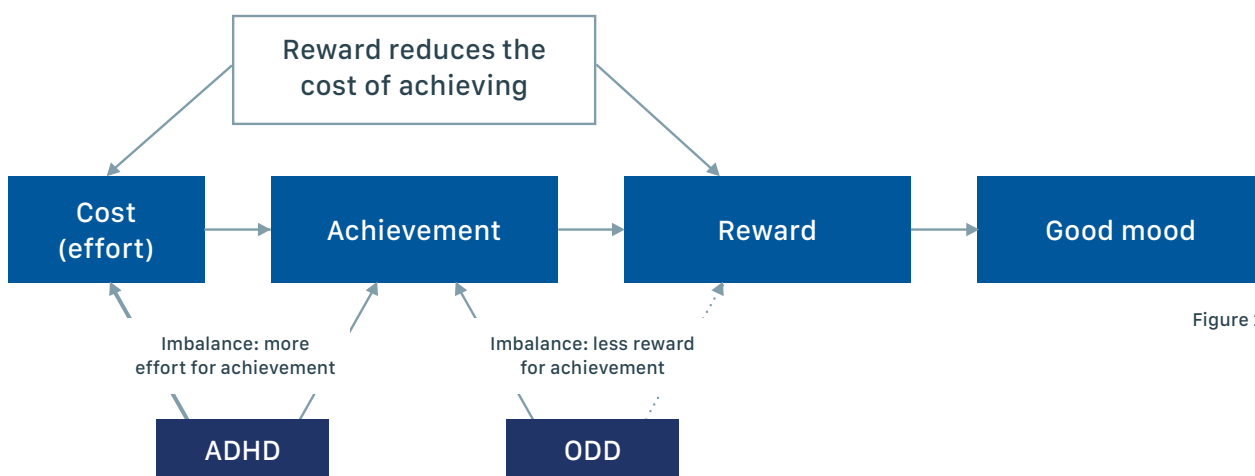 Reward reduces the
cost of achieving
Cost
(effort)
Achievement
Reward
Good mood
Figure
Imbalance: more
effort for achievement
Imbalance: less reward
for achievement
ADHD
ODD